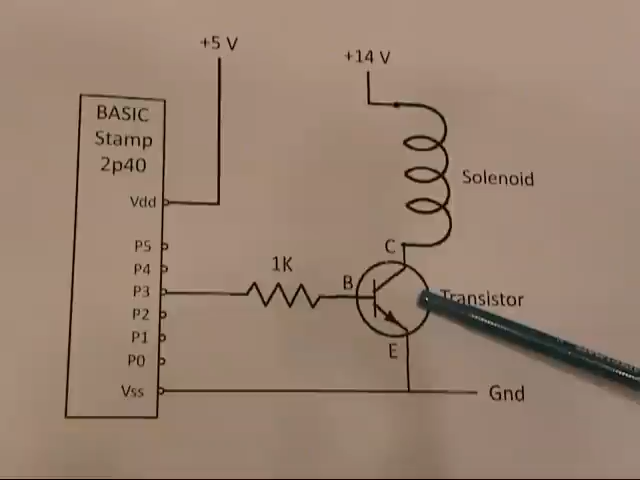 +5 V
+14 V
BASIC
Stamp
2p40
Vdd
Solenoid
P5
C
P4
1K
P3
B
Transistor
P2
P1
E
P0
Vss
Gnd